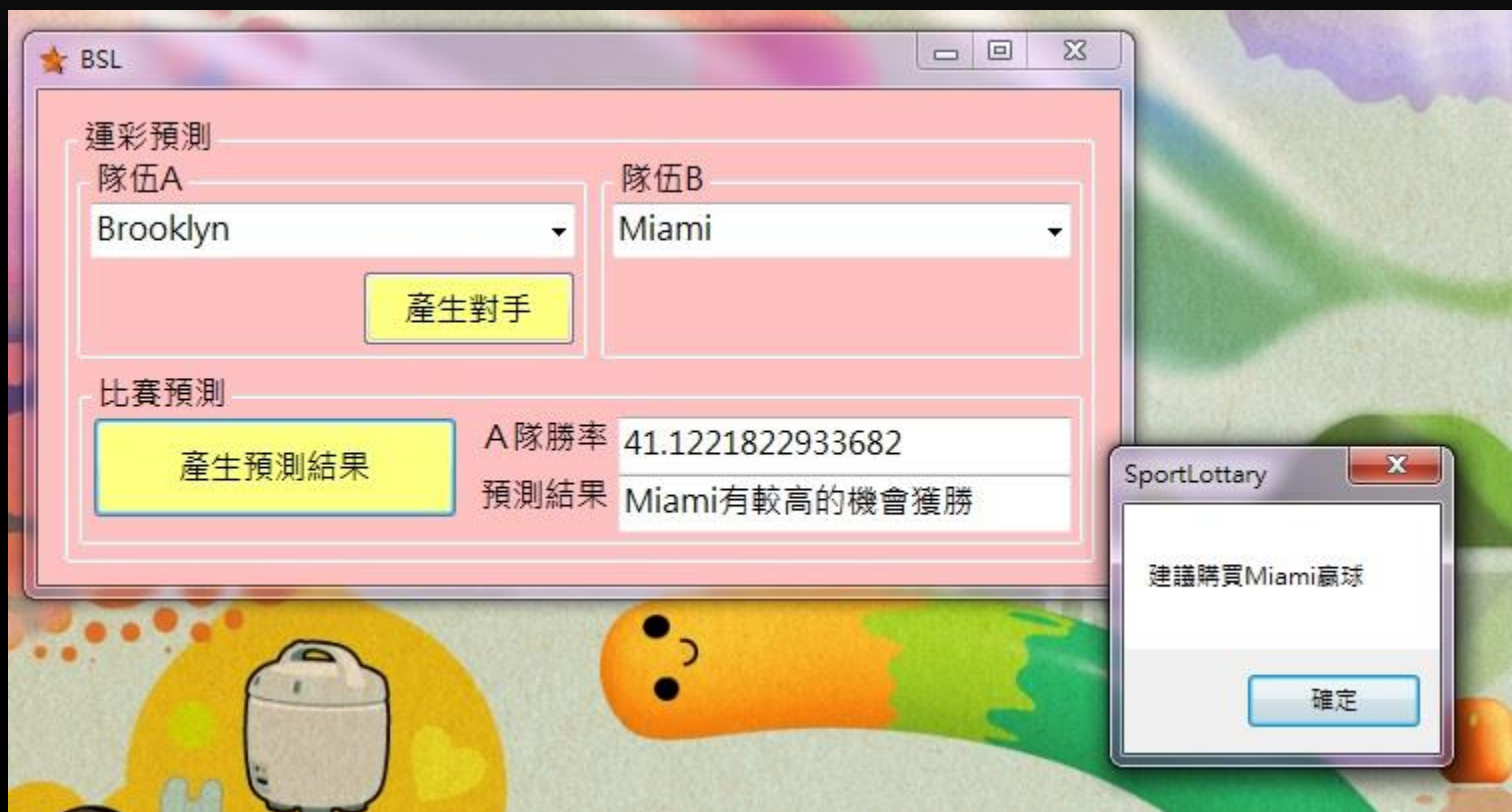 BSL
運彩預測
隊伍A
隊伍B
Brooklyn
Miami
產生對手
比賽預測
產生預測結果
A隊勝率
41.1221822933682
預測結果
Miami有較高的機會獲勝
SportLottary
建議購買Miami贏球
確定